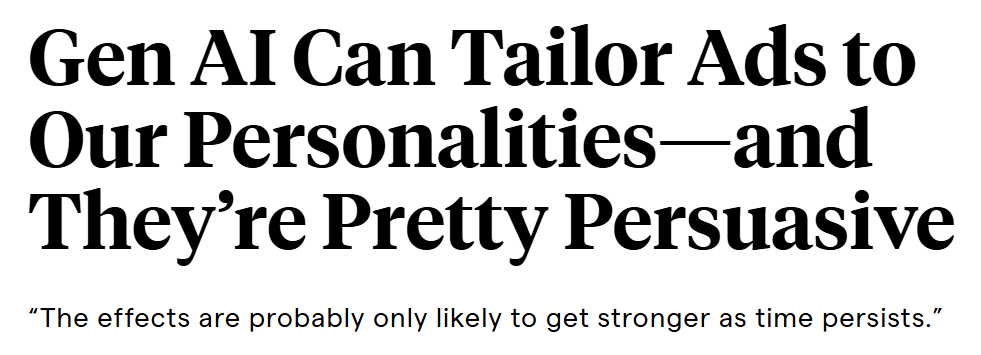 Gen AI Can Tailor Ads to
Our Personalities—and
They’re Pretty Persuasive
“The effects are probably only likely to get stronger as time persists.”